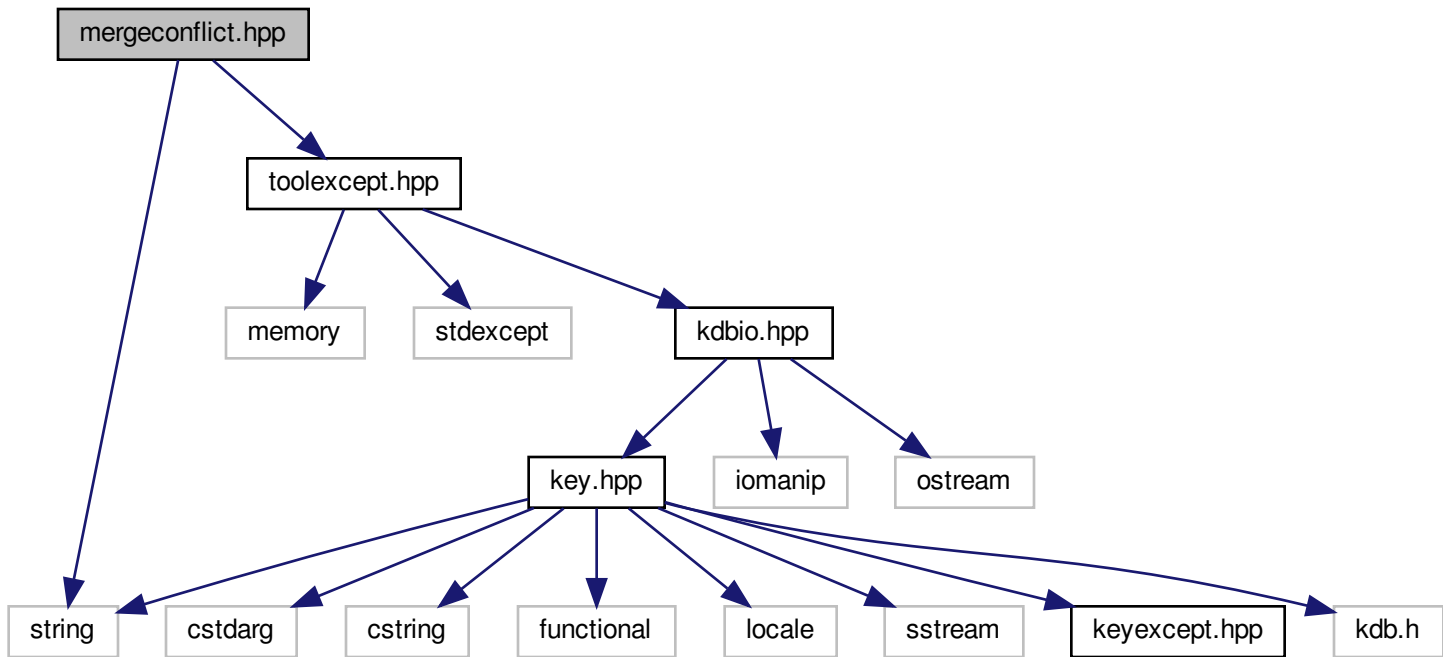 mergeconflict.hpp
toolexcept.hpp
memory
stdexcept
kdbio.hpp
key.hpp
iomanip
ostream
string
cstdarg
cstring
functional
locale
sstream
keyexcept.hpp
kdb.h